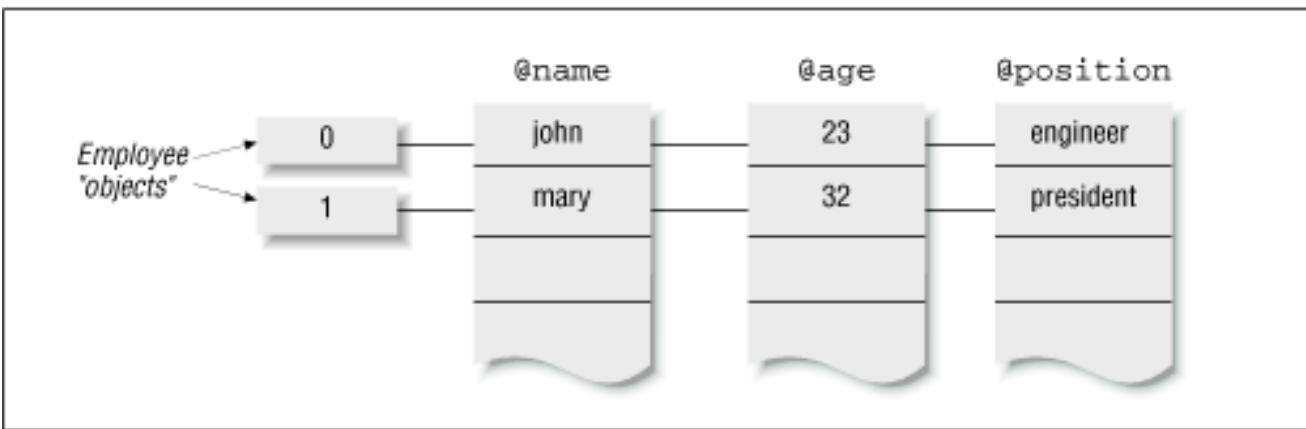 @name @age @position
0 john 23 engineer
Employee
"objects"
1 mary 32 president